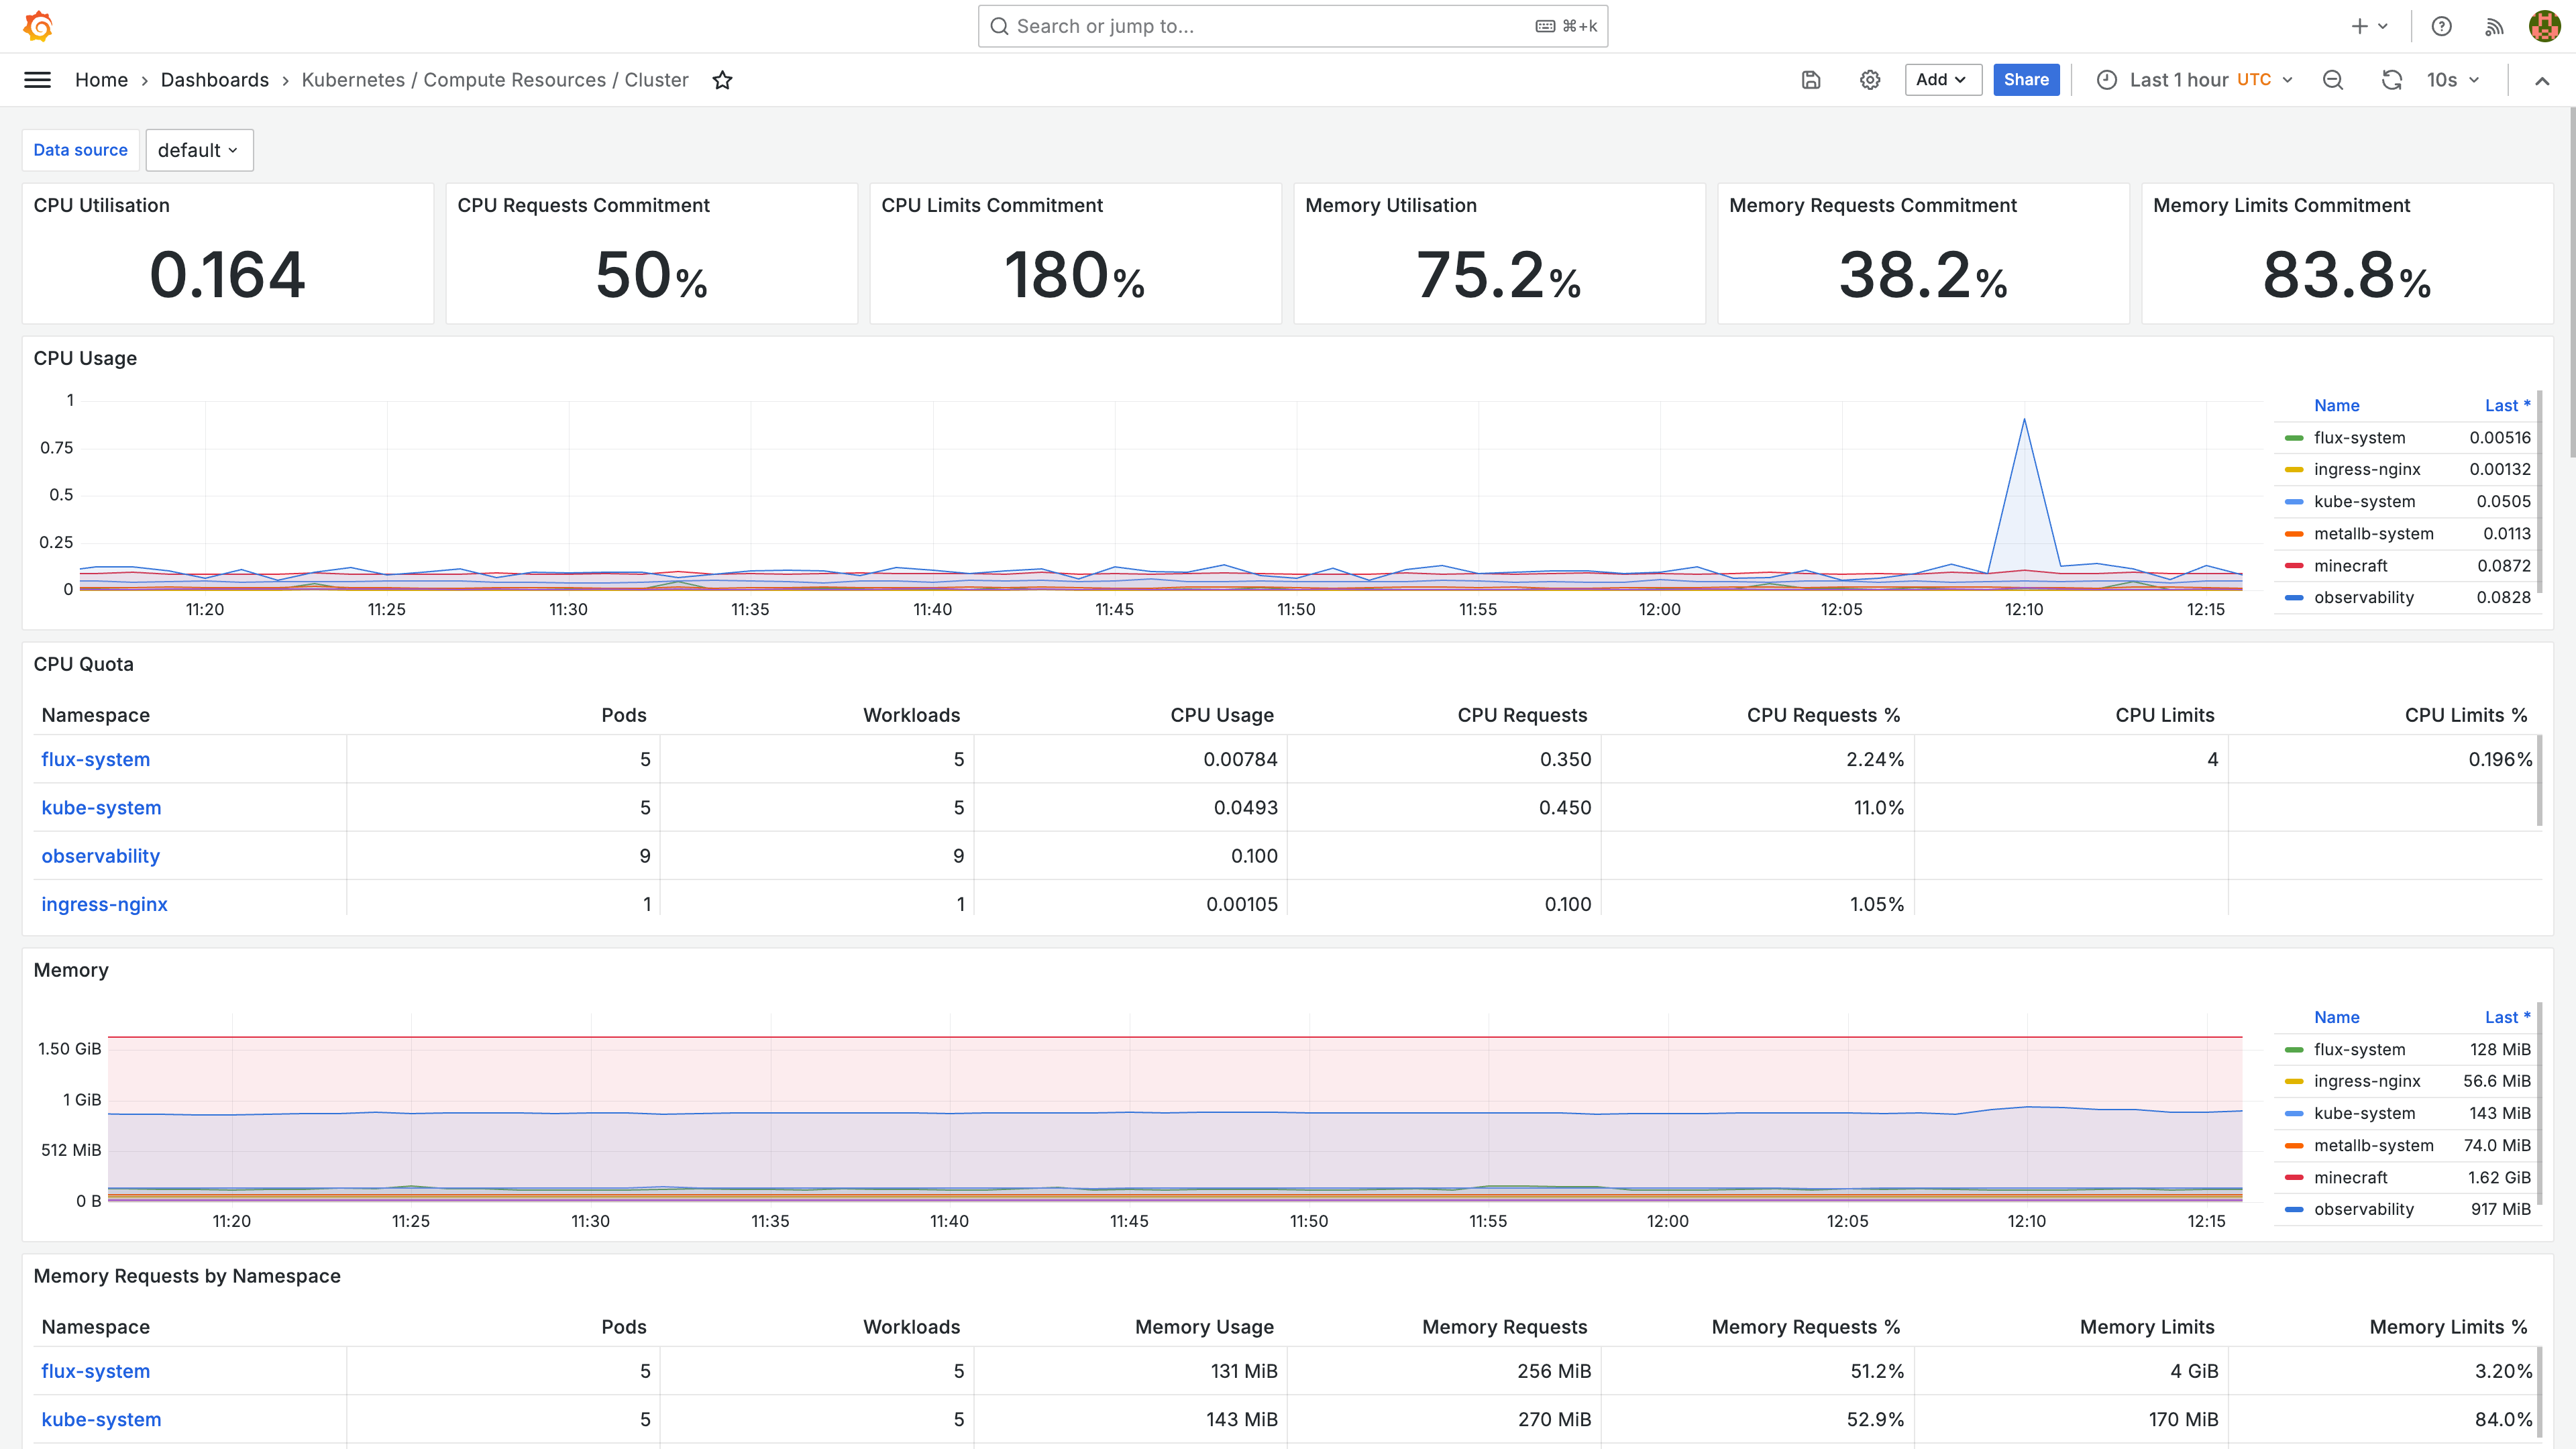 Search or jump to... ⌘+k
Home › Dashboards › Kubernetes / Compute Resources / Cluster
Add Share Last 1 hour UTC 10s
Data source default
CPU Utilisation CPU Requests Commitment CPU Limits Commitment Memory Utilisation Memory Requests Commitment Memory Limits Commitment
0.164 50% 180% 75.2% 38.2% 83.8%
CPU Usage
1
0.75
0.5
0.25
0
11:20 11:25 11:30 11:35 11:40 11:45 11:50 11:55 12:00 12:05 12:10 12:15
Name Last *
flux-system 0.00516
ingress-nginx 0.00132
kube-system 0.0505
metallb-system 0.0113
minecraft 0.0872
observability 0.0828
CPU Quota
Namespace Pods Workloads CPU Usage CPU Requests CPU Requests % CPU Limits CPU Limits %
flux-system 5 5 0.00784 0.350 2.24% 4 0.196%
kube-system 5 5 0.0493 0.450 11.0%
observability 9 9 0.100
ingress-nginx 1 1 0.00105 0.100 1.05%
Memory
1.50 GiB
1 GiB
512 MiB
0 B
11:20 11:25 11:30 11:35 11:40 11:45 11:50 11:55 12:00 12:05 12:10 12:15
Name Last *
flux-system 128 MiB
ingress-nginx 56.6 MiB
kube-system 143 MiB
metallb-system 74.0 MiB
minecraft 1.62 GiB
observability 917 MiB
Memory Requests by Namespace
Namespace Pods Workloads Memory Usage Memory Requests Memory Requests % Memory Limits Memory Limits %
flux-system 5 5 131 MiB 256 MiB 51.2% 4 GiB 3.20%
kube-system 5 5 143 MiB 270 MiB 52.9% 170 MiB 84.0%